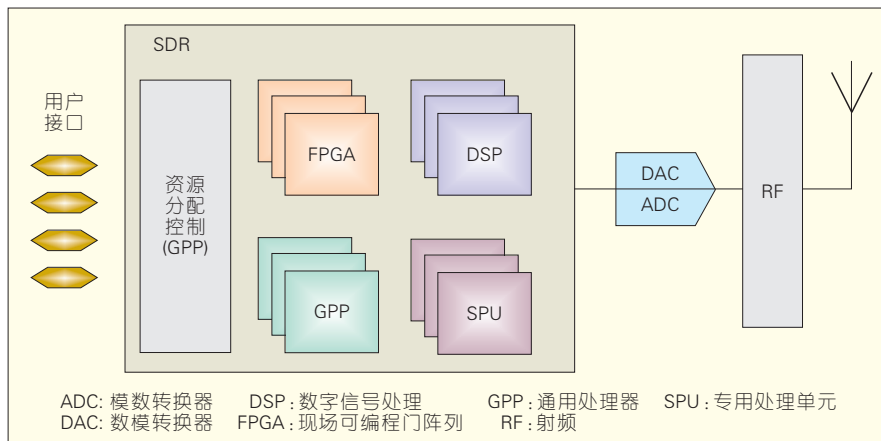 SDR
用户
接口
资源
分配
控制
(GPP)
FPGA
DSP
GPP
SPU
DAC
ADC
RF
ADC: 模数转换器 DSP: 数字信号处理 GPP: 通用处理器 SPU: 专用处理单元
DAC: 数模转换器 FPGA: 现场可编程门阵列 RF: 射频